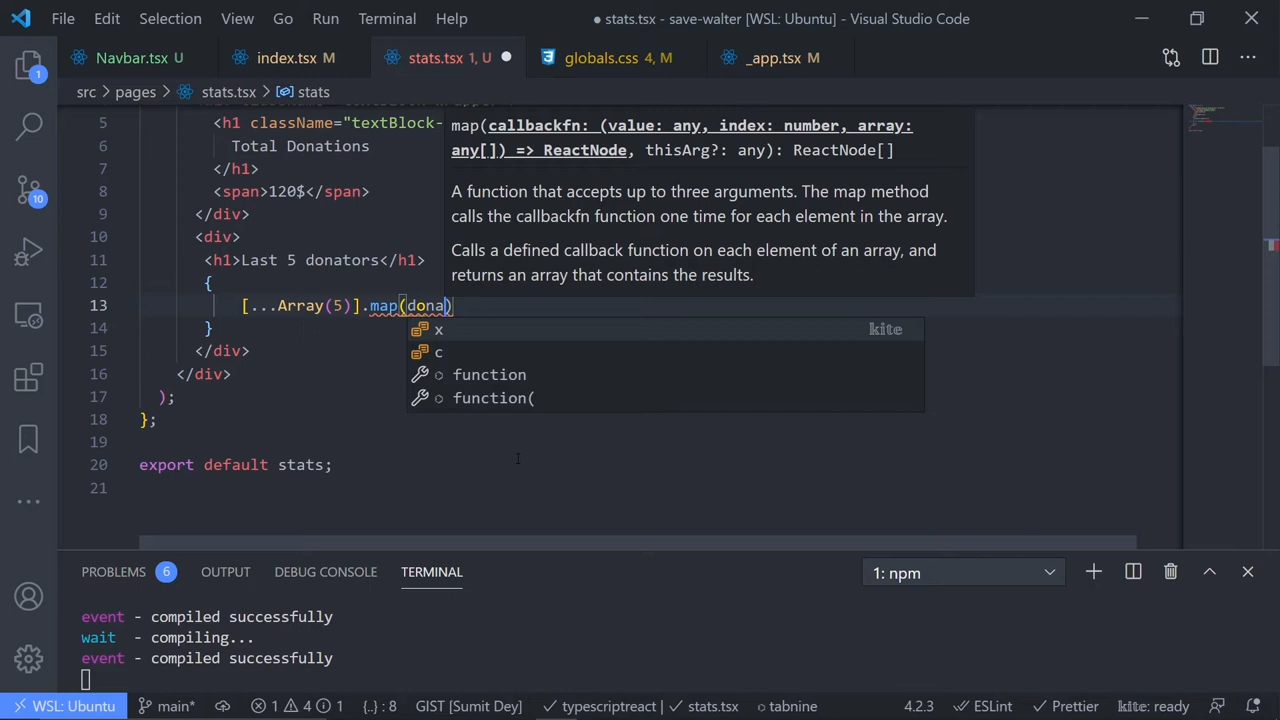 File Edit Selection View Go Run Terminal Help ● stats.tsx - save-walter [WSL: Ubuntu] - Visual Studio Code
Navbar.tsx U index.tsx M stats.tsx 1, U globals.css 4, M _app.tsx M
src > pages > stats.tsx > stats
5 <h1 className="textBlock-
6 Total Donations
7 </h1>
8 <span>120$</span>
9 </div>
10 <div>
11 <h1>Last 5 donators</h1>
12 {
13 [...Array(5)].map(dona)
14 }
15 </div>
16 </div>
17 );
18 };
19
20 export default stats;
21
map(callbackfn: (value: any, index: number, array:
any[]) => ReactNode, thisArg?: any): ReactNode[]
A function that accepts up to three arguments. The map method
calls the callbackfn function one time for each element in the array.
Calls a defined callback function on each element of an array, and
returns an array that contains the results.
x kite
c
function
function(
1
10
PROBLEMS 6 OUTPUT DEBUG CONSOLE TERMINAL 1: npm
event - compiled successfully
wait - compiling...
event - compiled successfully
WSL: Ubuntu main* 1 4 1 {..} : 8 GIST [Sumit Dey] typescriptreact stats.tsx tabnine 4.2.3 ESLint Prettier kite: ready